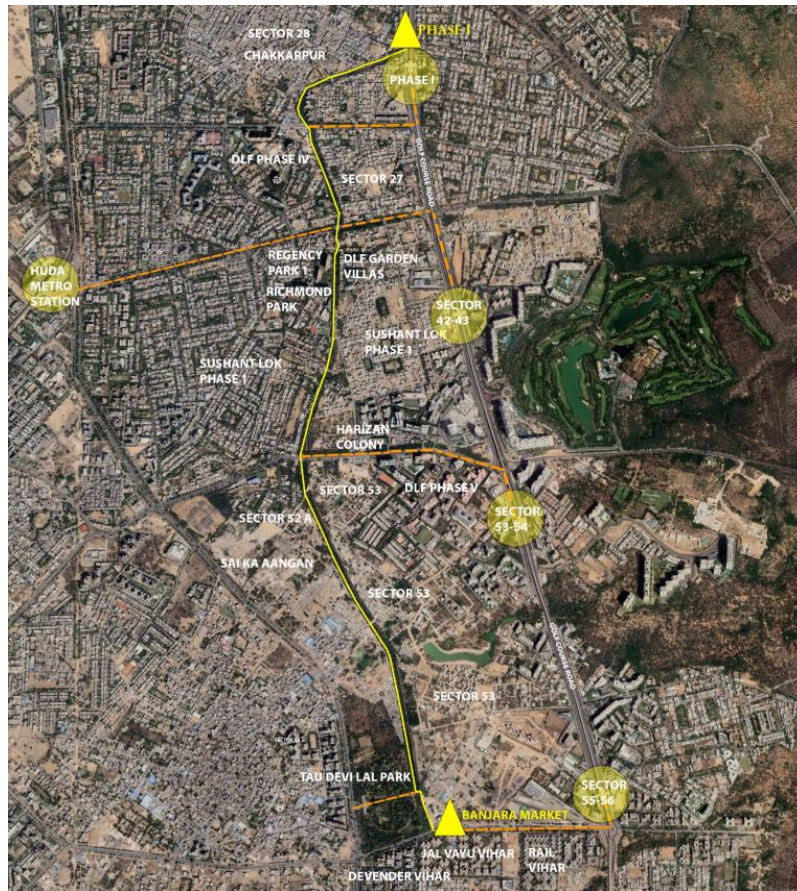 SECTOR 28
CHAKKARPUR
PHASE I
PHASE I
DLF PHASE IV
SECTOR 27
GOLF COURSE ROAD
HUDA
METRO
STATION
REGENCY
PARK 1
DLF GARDEN
VILLAS
RICHMOND
PARK
SECTOR
42-43
SUSHANT LOK
PHASE 1
SUSHANT LOK
PHASE 1
HARIZAN
COLONY
SECTOR 53
DLF PHASE V
SECTOR 52 A
SECTOR
53-54
SAI KA AANGAN
SECTOR 53
GOLF COURSE ROAD
SECTOR 53
TAU DEVI LAL PARK
SECTOR
55-56
BANJARA MARKET
JAL VAYU VIHAR
RAIL
VIHAR
DEVENDER VIHAR